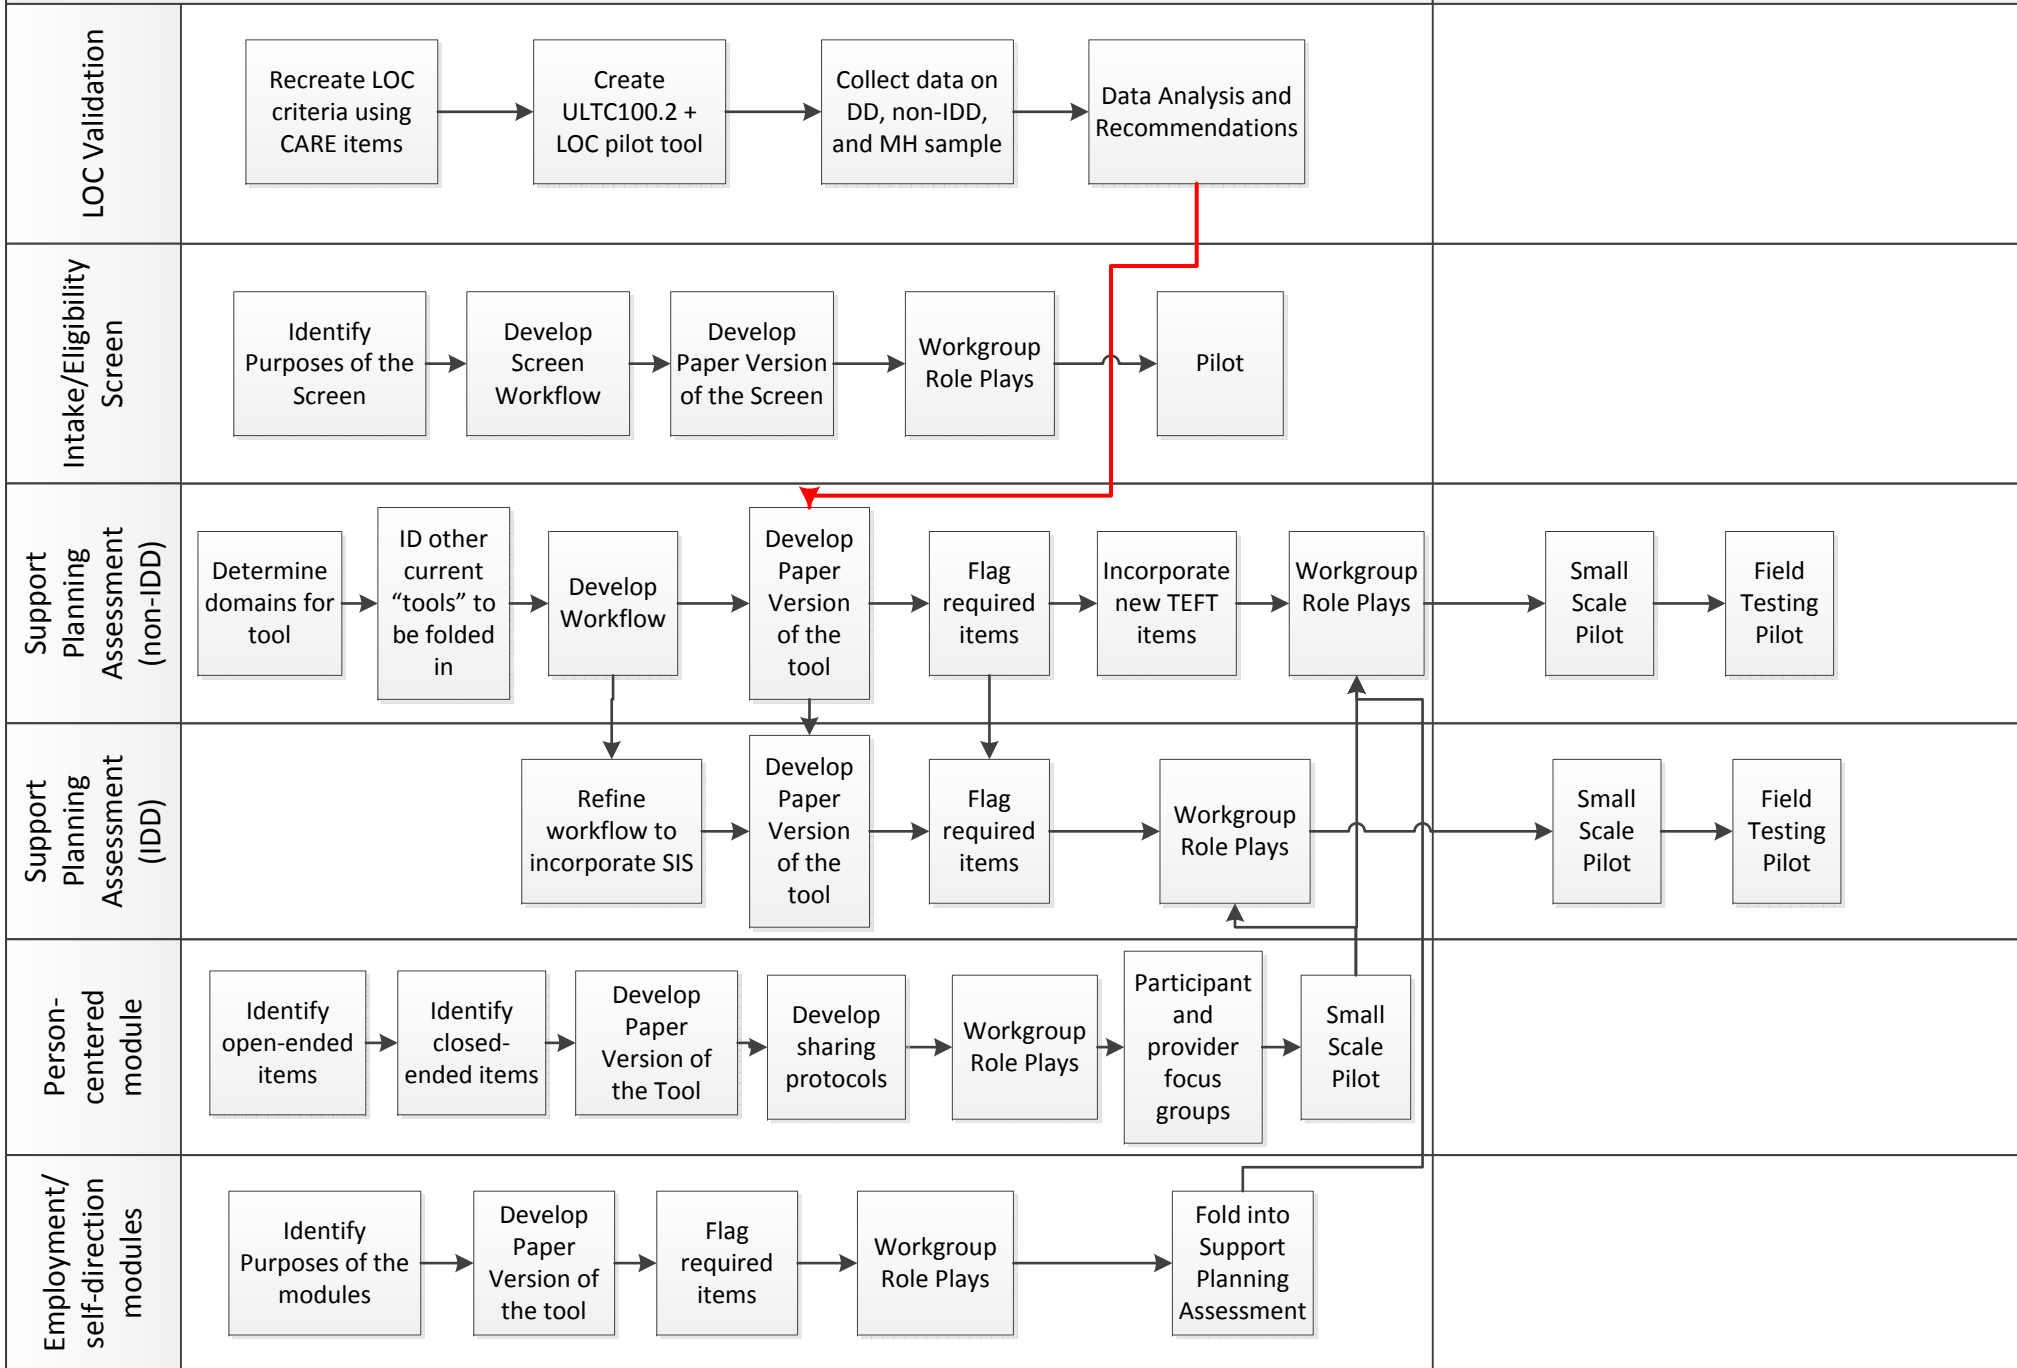 LOC Validation
Recreate LOC
criteria using
CARE items
Create
ULTC100.2 +
LOC pilot tool
Collect data on
DD, non-IDD,
and MH sample
Data Analysis and
Recommendations
Intake/Eligibility
Screen
Identify
Purposes of the
Screen
Develop
Screen
Workflow
Develop
Paper Version
of the Screen
Workgroup
Role Plays
Pilot
Support
Planning
Assessment
(non-IDD)
Determine
domains for
tool
ID other
current
“tools” to
be folded
in
Develop
Workflow
Develop
Paper
Version
of the
tool
Flag
required
items
Incorporate
new TEFT
items
Workgroup
Role Plays
Small
Scale
Pilot
Field
Testing
Pilot
Support
Planning
Assessment
(IDD)
Refine
workflow to
incorporate SIS
Develop
Paper
Version
of the
tool
Flag
required
items
Workgroup
Role Plays
Small
Scale
Pilot
Field
Testing
Pilot
Person-
centered
module
Identify
open-ended
items
Identify
closed-
ended items
Develop
Paper
Version of
the Tool
Develop
sharing
protocols
Workgroup
Role Plays
Participant
and
provider
focus
groups
Small
Scale
Pilot
Employment/
self-direction
modules
Identify
Purposes of the
modules
Develop
Paper
Version of
the tool
Flag
required
items
Workgroup
Role Plays
Fold into
Support
Planning
Assessment